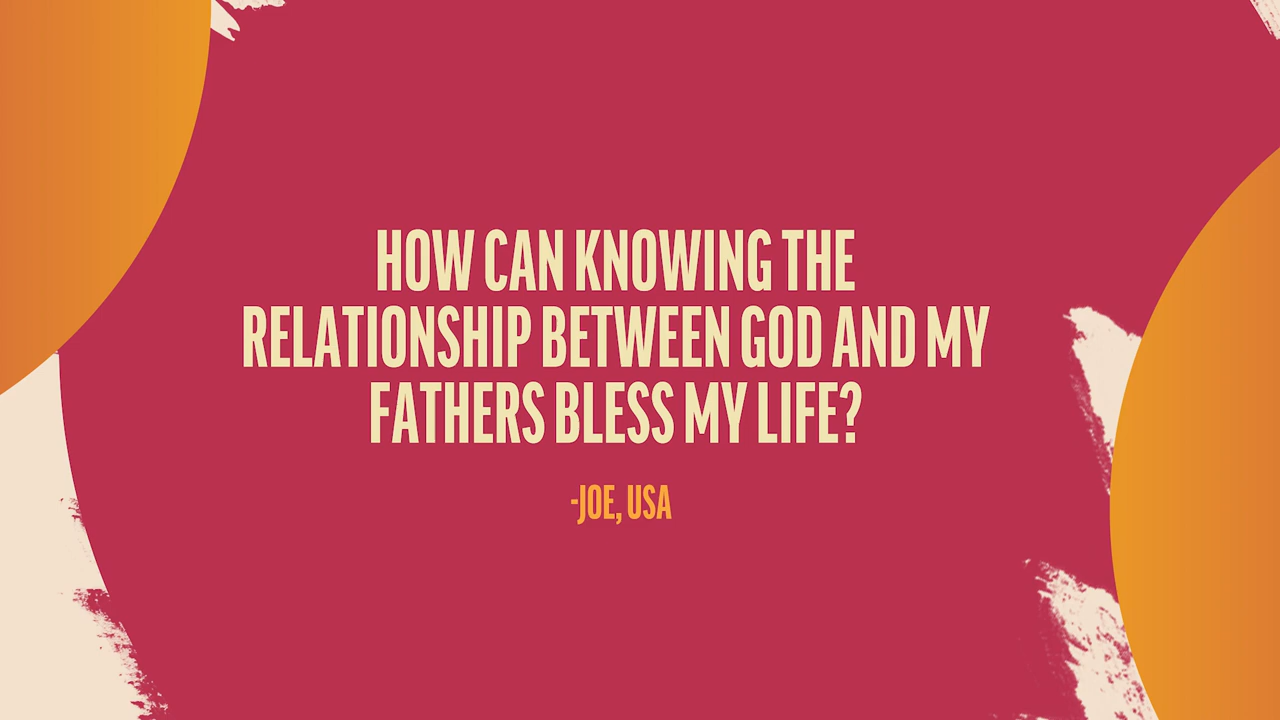 HOW CAN KNOWING THE
RELATIONSHIP BETWEEN GOD AND MY
FATHERS BLESS MY LIFE?
-JOE, USA